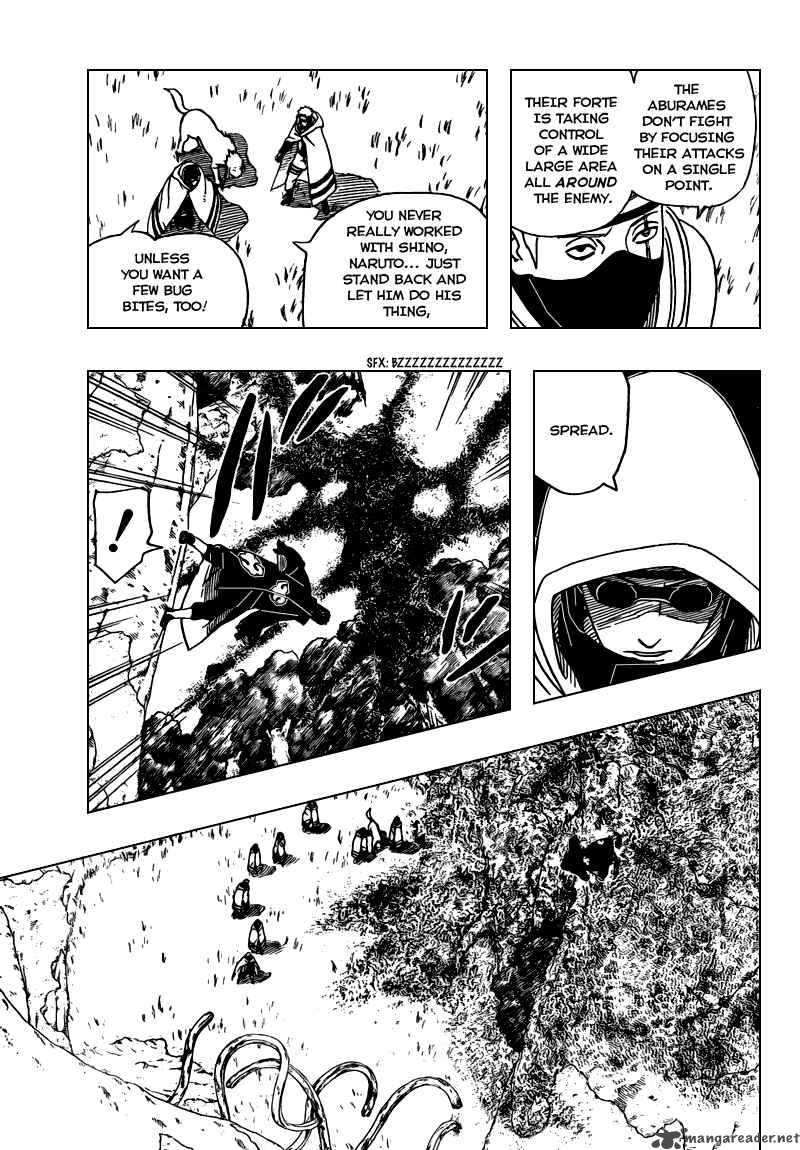 THE
ABURAMES
DON'T FIGHT
BY FOCUSING
THEIR ATTACKS
ON A SINGLE
POINT.
THEIR FORTE
IS TAKING
CONTROL
OF A WIDE
LARGE AREA
ALL AROUND
THE ENEMY.
YOU NEVER
REALLY WORKED
WITH SHINO,
NARUTO... JUST
STAND BACK AND
LET HIM DO HIS
THING,
UNLESS
YOU WANT A
FEW BUG
BITES, TOO!
SPREAD.
SFX: BZZZZZZZZZZZZZZ
!
mangareader.net